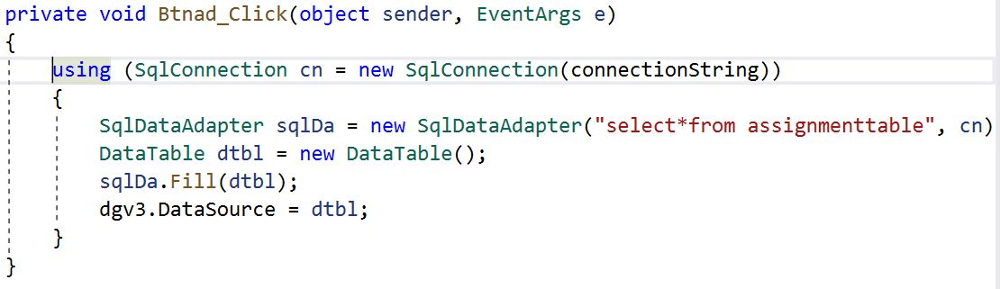 private void Btnad_Click(object sender, EventArgs e)
{
using (SqlConnection cn = new SqlConnection(connectionString))
{
SqlDataAdapter sqlDa = new SqlDataAdapter("select*from assignmenttable", cn)
DataTable dtbl = new DataTable();
sqlDa.Fill(dtbl);
dgv3.DataSource = dtbl;
}
}